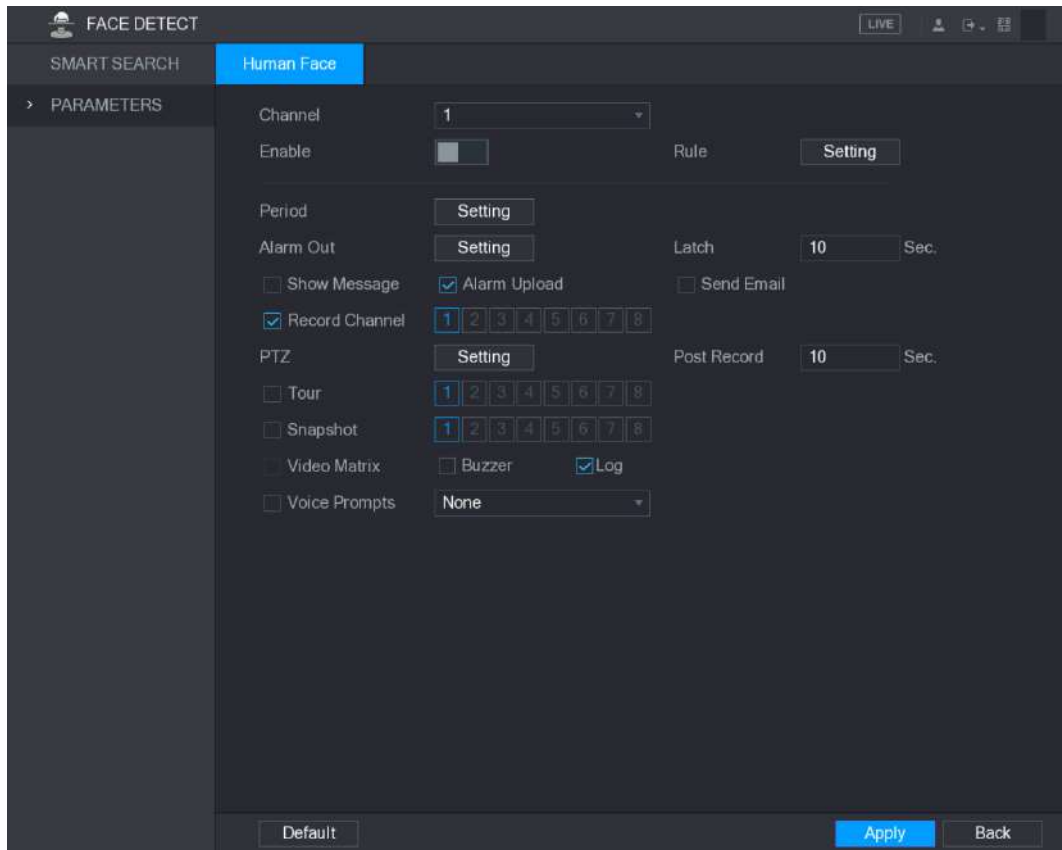 FACE DETECT LIVE
SMART SEARCH Human Face
> PARAMETERS
Channel 1
Enable Rule Setting
Period Setting
Alarm Out Setting Latch 10 Sec.
Show Message Alarm Upload Send Email
Record Channel 1 2 3 4 5 6 7 8
PTZ Setting Post Record 10 Sec.
Tour 1 2 3 4 5 6 7 8
Snapshot 1 2 3 4 5 6 7 8
Video Matrix Buzzer Log
Voice Prompts None
Default Apply Back